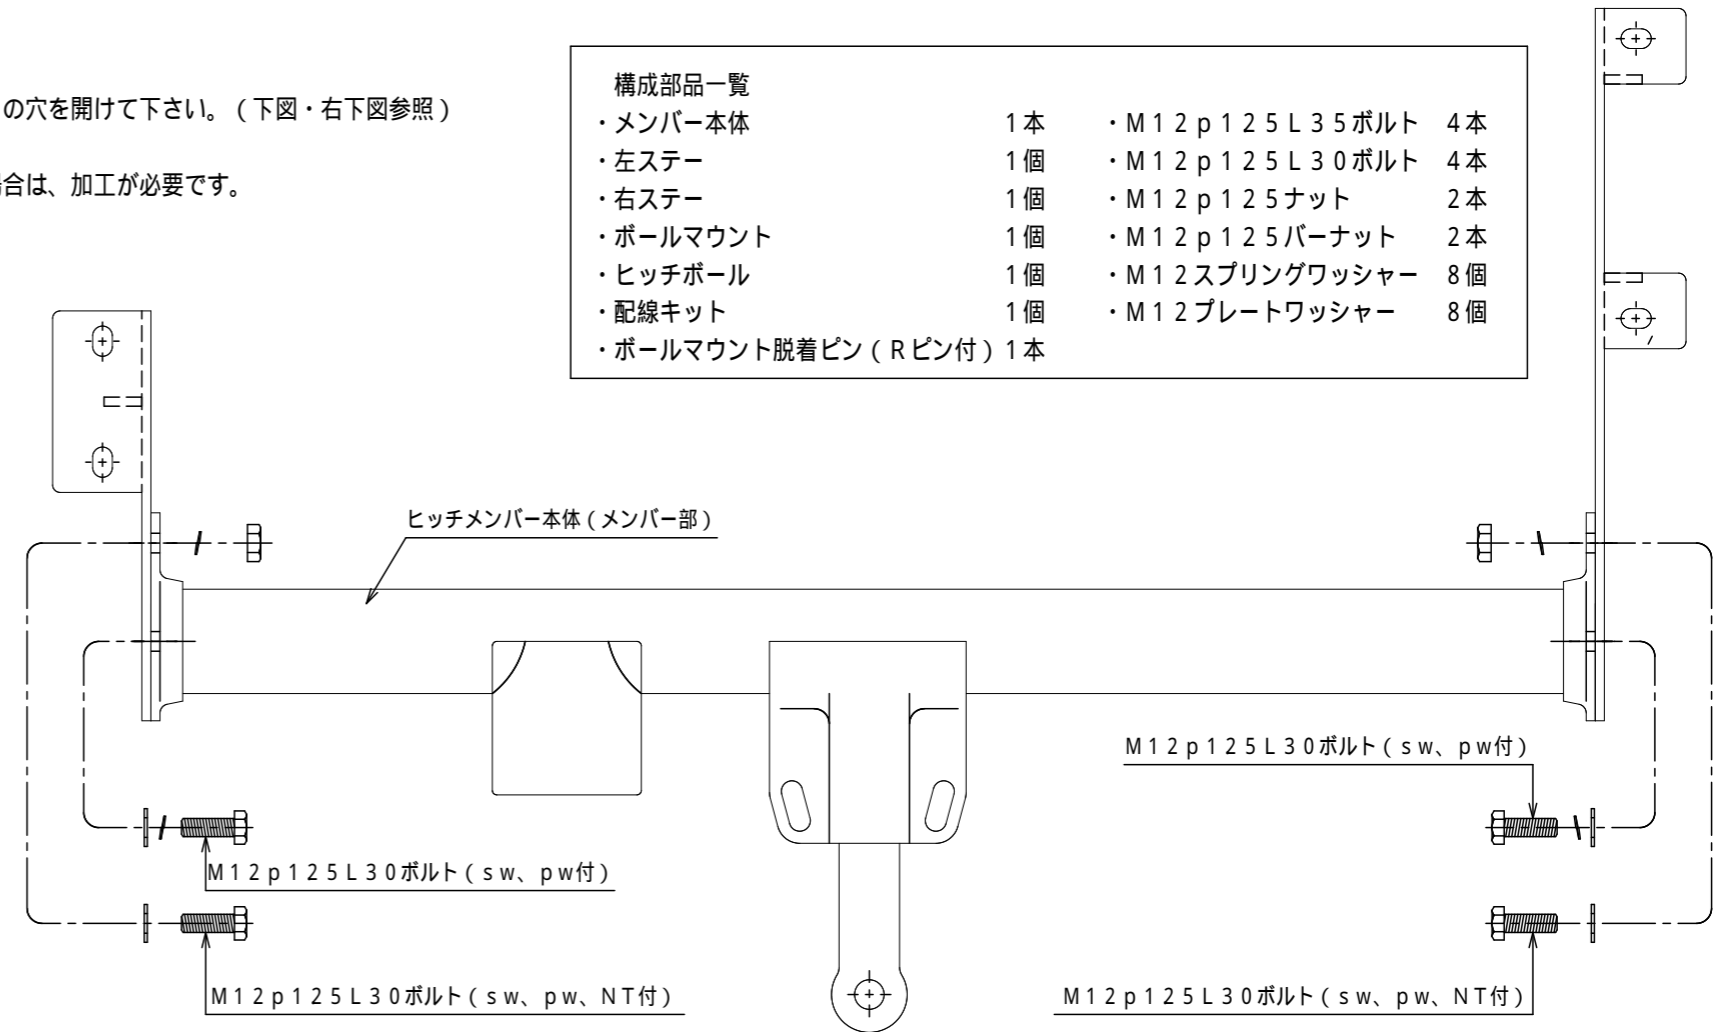 の穴を開けて下さい。（下図・右下図参照）
場合は、加工が必要です。
構成部品一覧
・メンバー本体 1本 ・M12p125L35ボルト 4本
・左ステー 1個 ・M12p125L30ボルト 4本
・右ステー 1個 ・M12p125ナット 2本
・ボールマウント 1個 ・M12p125バーナット 2本
・ヒッチボール 1個 ・M12スプリングワッシャー 8個
・配線キット 1個 ・M12プレートワッシャー 8個
・ボールマウント脱着ピン（Rピン付）1本
ヒッチメンバー本体（メンバー部）
M12p125L30ボルト（sw、pw付）
M12p125L30ボルト（sw、pw付）
M12p125L30ボルト（sw、pw、NT付）
M12p125L30ボルト（sw、pw、NT付）